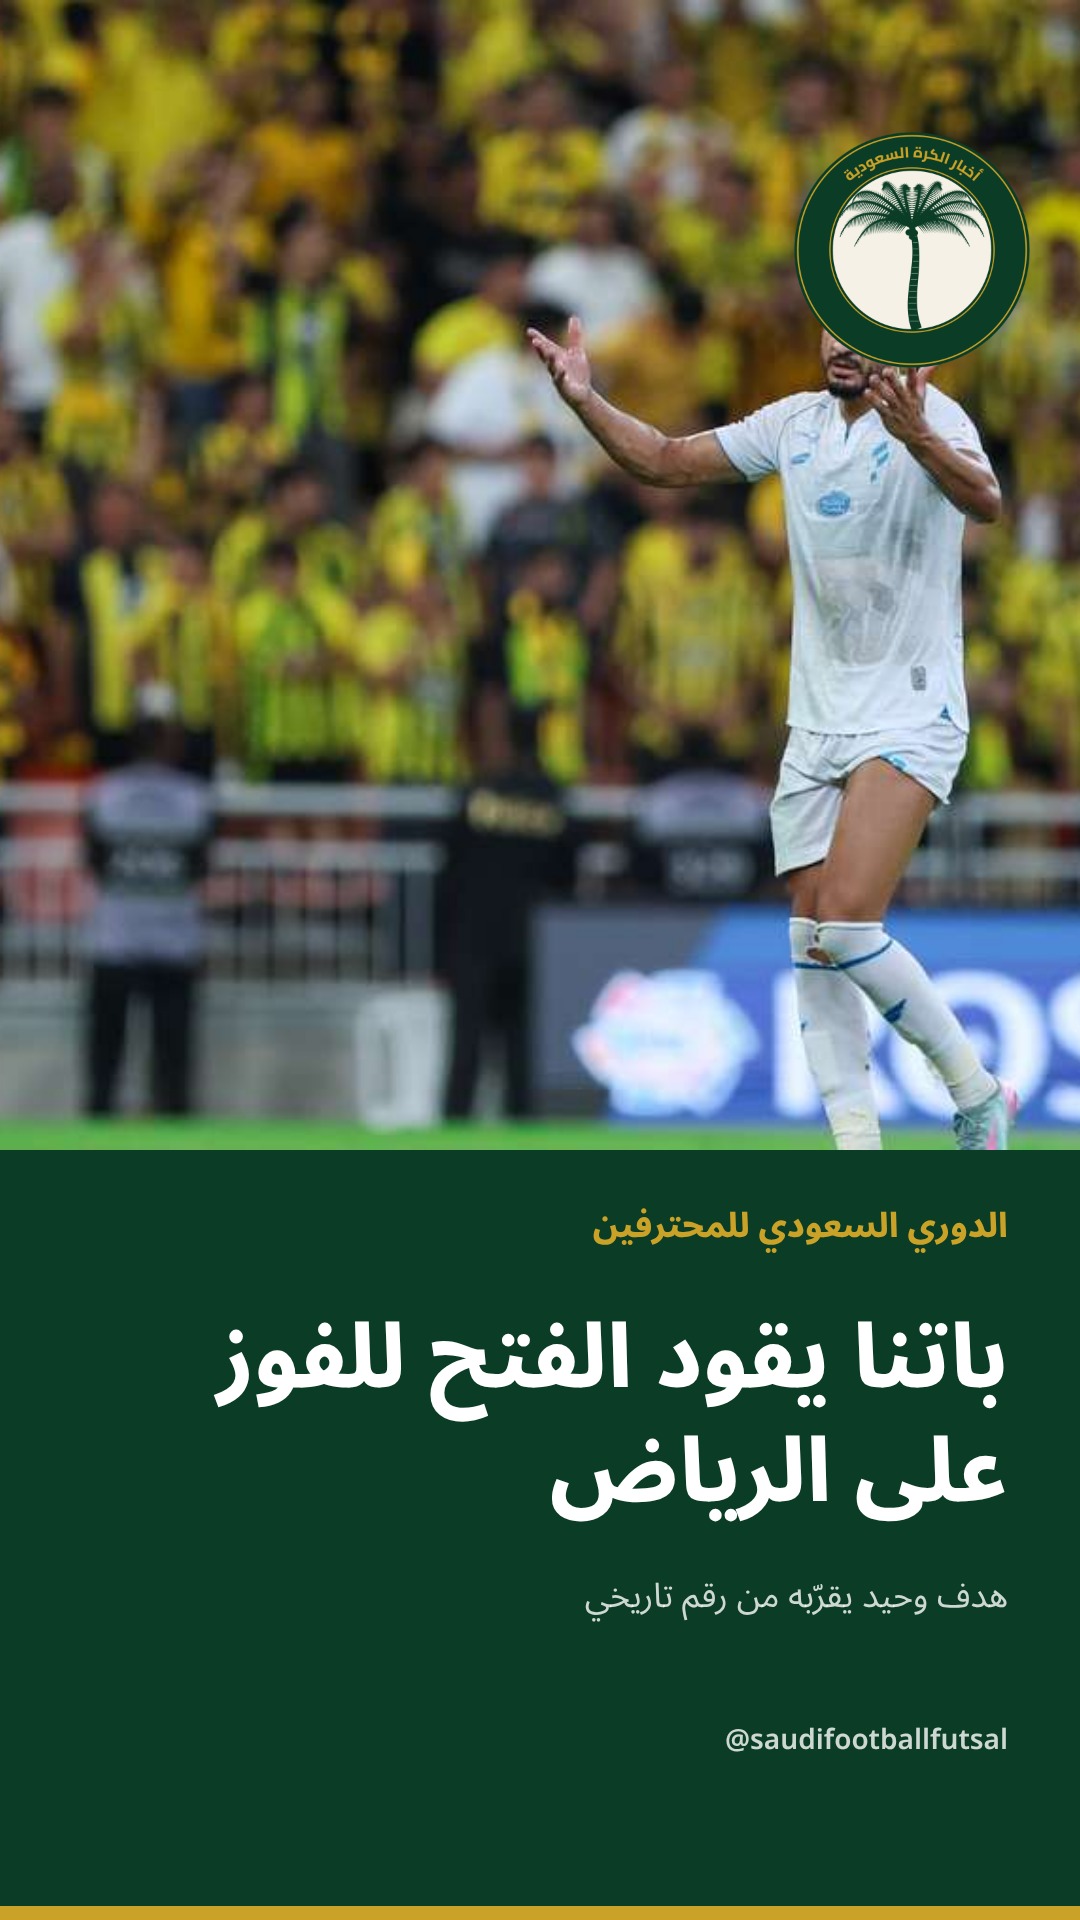 أخبار الكرة السعودية
ROS
الدوري السعودي للمحترفين
باتنا يقود الفتح للفوز
على الرياض
هدف وحيد يقرّبه من رقم تاريخي
@saudifootballfutsal